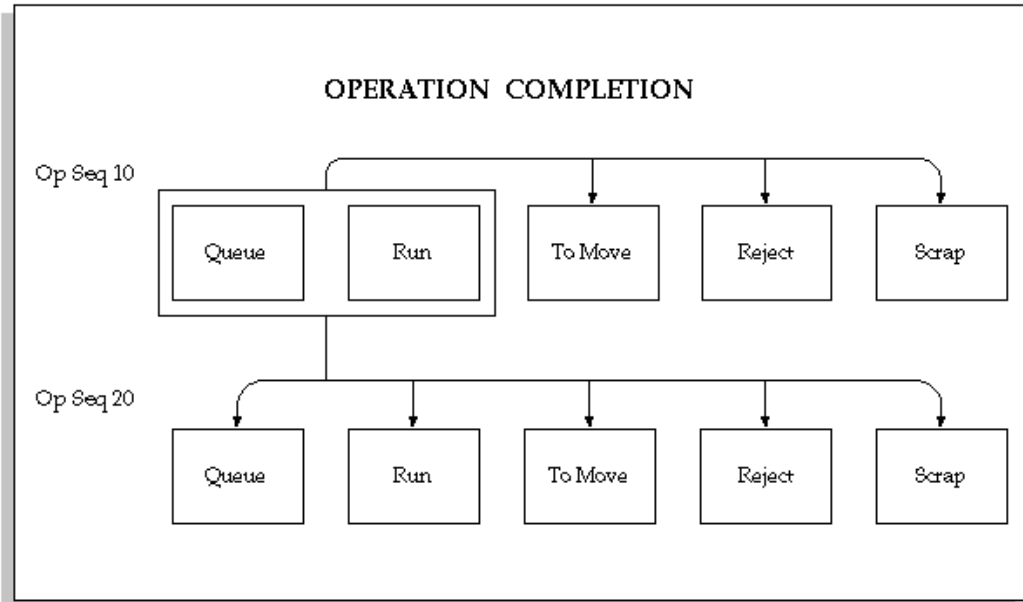 OPERATION COMPLETION
Op Seq 10
Queue
Run
To Move
Reject
Scrap
Op Seq 20
Queue
Run
To Move
Reject
Scrap